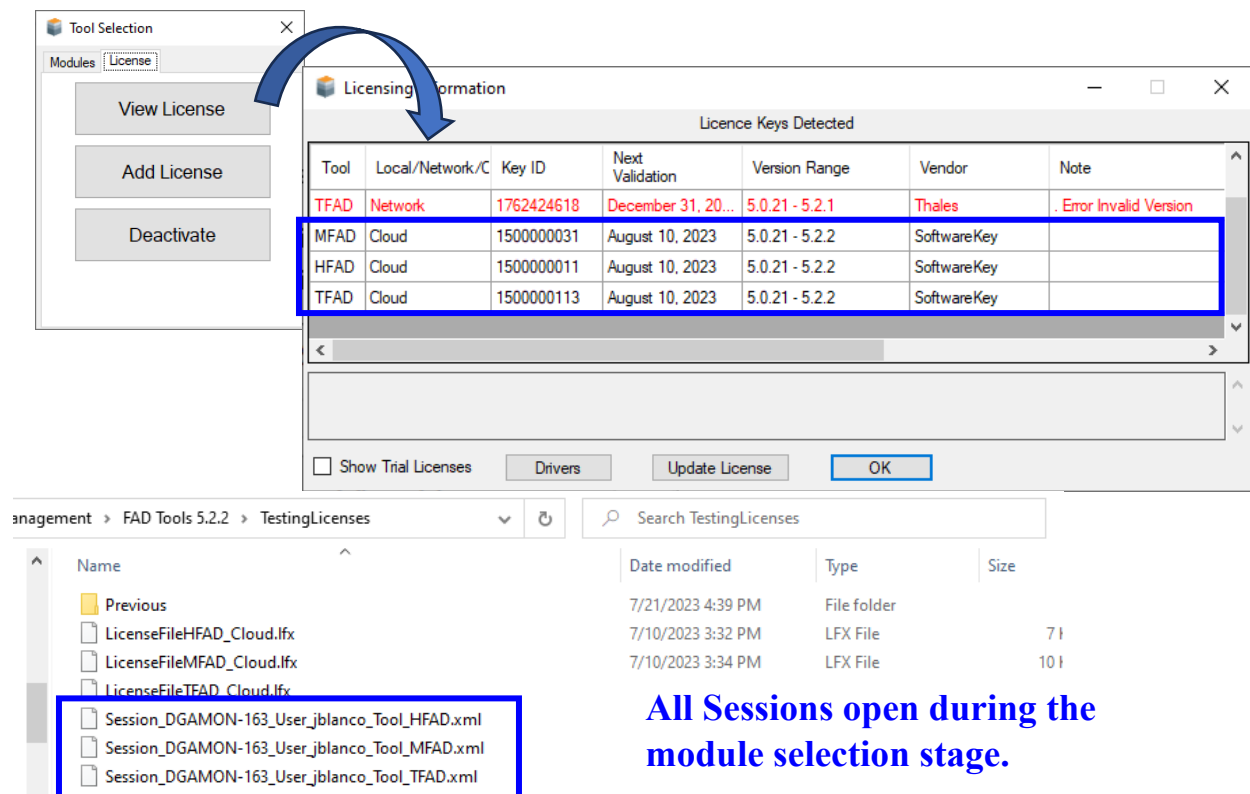 Tool Selection
Modules License
View License
Add License
Deactivate
Licensing Information
Licence Keys Detected
Tool Local/Network/C Key ID Next Validation Version Range Vendor Note
TFAD Network 1762424618 December 31, 20... 5.0.21 - 5.2.1 Thales . Error Invalid Version
MFAD Cloud 1500000031 August 10, 2023 5.0.21 - 5.2.2 SoftwareKey
HFAD Cloud 1500000011 August 10, 2023 5.0.21 - 5.2.2 SoftwareKey
TFAD Cloud 1500000113 August 10, 2023 5.0.21 - 5.2.2 SoftwareKey
Show Trial Licenses Drivers Update License OK
anagement > FAD Tools 5.2.2 > TestingLicenses Search TestingLicenses
Name Date modified Type Size
Previous 7/21/2023 4:39 PM File folder
LicenseFileHFAD_Cloud.lfx 7/10/2023 3:32 PM LFX File 7
LicenseFileMFAD_Cloud.lfx 7/10/2023 3:34 PM LFX File 10
LicenseFileTFAD_Cloud.lfx
Session_DGAMON-163_User_jblanco_Tool_HFAD.xml
Session_DGAMON-163_User_jblanco_Tool_MFAD.xml
Session_DGAMON-163_User_jblanco_Tool_TFAD.xml
All Sessions open during the
module selection stage.